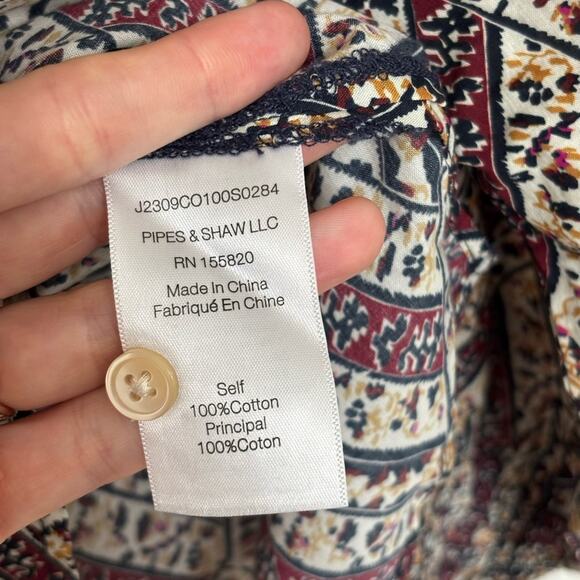 J2309CO100S0284
PIPES & SHAW LLC
RN 155820
Made In China
Fabriqué En Chine
Self
100%Cotton
Principal
100%Coton